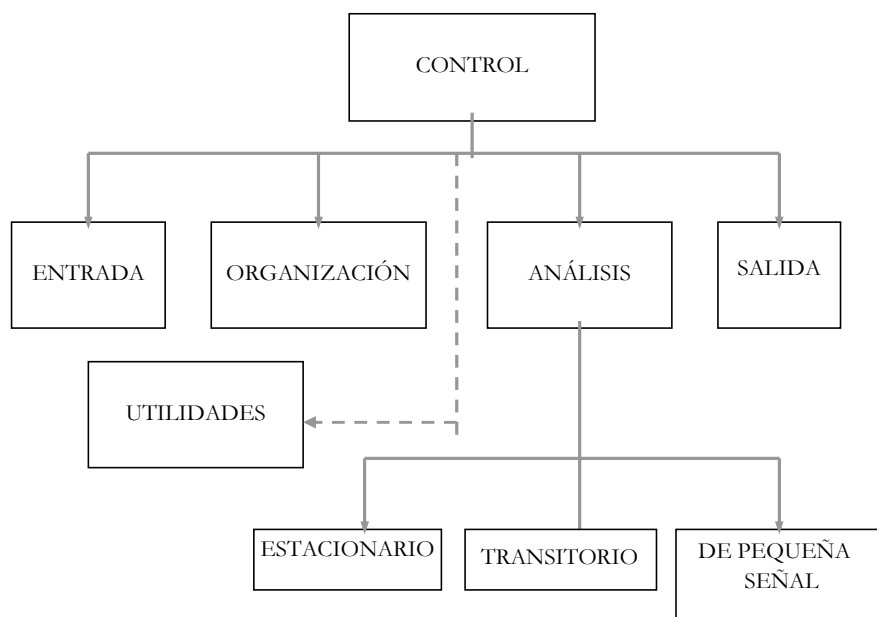 CONTROL
ENTRADA
ORGANIZACIÓN
ANÁLISIS
SALIDA
UTILIDADES
ESTACIONARIO
TRANSITORIO
DE PEQUEÑA
SEÑAL